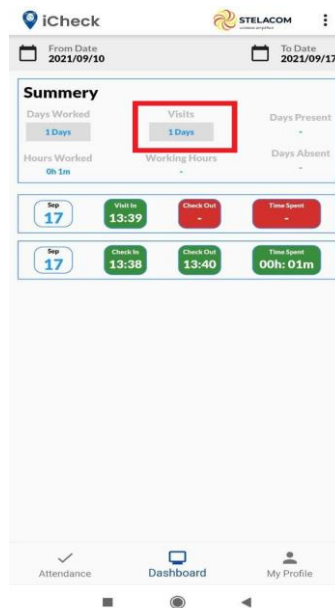 iCheck
STELACOM
From Date
2021/09/10
To Date
2021/09/17
Summery
Days Worked
1 Days
Visits
1 Days
Days Present
-
Hours Worked
0h 1m
Working Hours
-
Days Absent
-
Sep
17
Visit In
13:39
Check Out
-
Time Spent
-
Sep
17
Check In
13:38
Check Out
13:40
Time Spent
00h: 01m
Attendance
Dashboard
My Profile